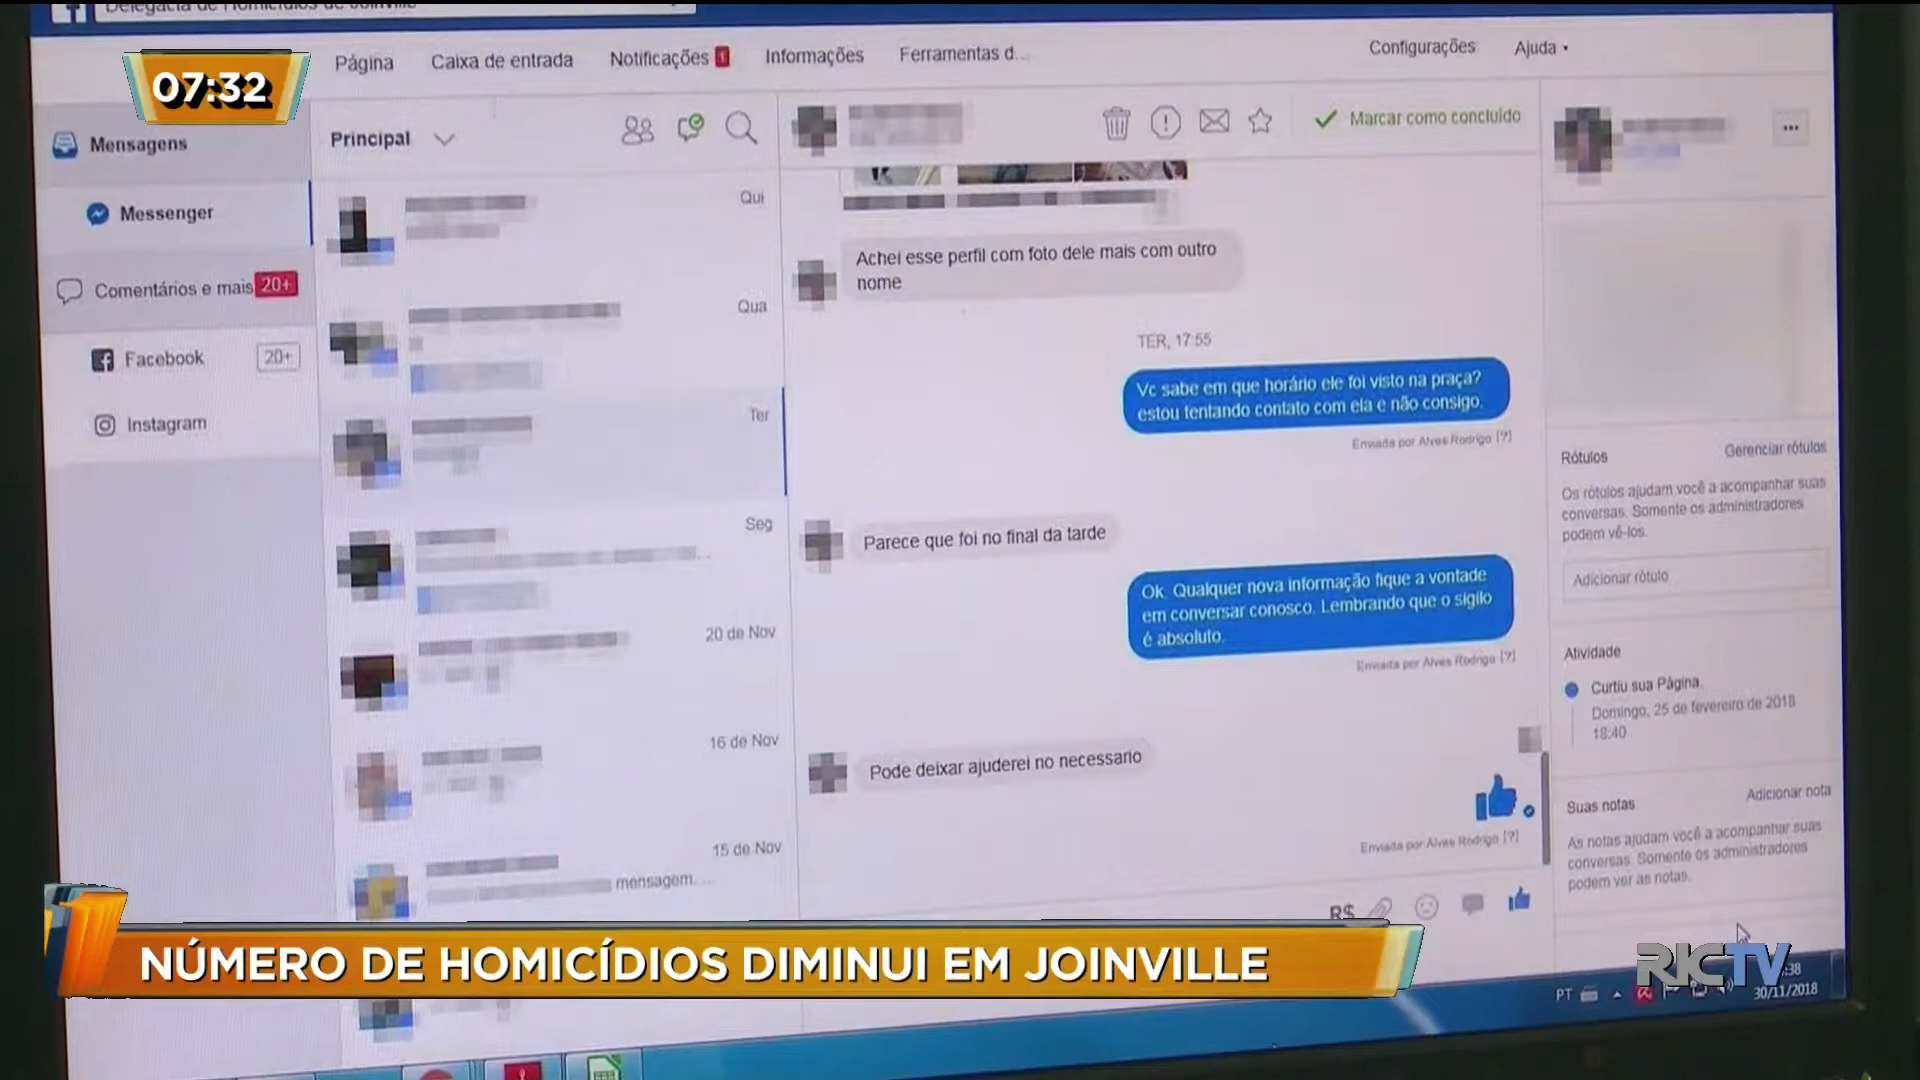 Delegacia de Homicídios de Joinville
Página
Caixa de entrada
Notificações 1
Informações
Ferramentas d...
Configurações
Ajuda
07:32
Mensagens
Messenger
Comentários e mais 20+
Facebook 20+
Instagram
Principal
Qui
Qua
Ter
Seg
20 de Nov
16 de Nov
15 de Nov
mensagem....
Marcar como concluído
Achei esse perfil com foto dele mais com outro
nome
TER, 17:55
Vc sabe em que horário ele foi visto na praça?
estou tentando contato com ela e não consigo.
Enviada por Alves Rodrigo [?]
Parece que foi no final da tarde
Ok. Qualquer nova informação fique a vontade
em conversar conosco. Lembrando que o sigilo
é absoluto.
Enviada por Alves Rodrigo [?]
Pode deixar ajuderei no necessario
Enviada por Alves Rodrigo [?]
R$
Rótulos
Gerenciar rótulos
Os rótulos ajudam você a acompanhar suas
conversas. Somente os administradores
podem vê-los.
Adicionar rótulo
Atividade
Curtiu sua Página.
Domingo, 25 de fevereiro de 2018
18:40
Suas notas
Adicionar nota
As notas ajudam você a acompanhar suas
conversas. Somente os administradores
podem ver as notas.
NÚMERO DE HOMICÍDIOS DIMINUI EM JOINVILLE
RICTV
PT
:38
30/11/2018